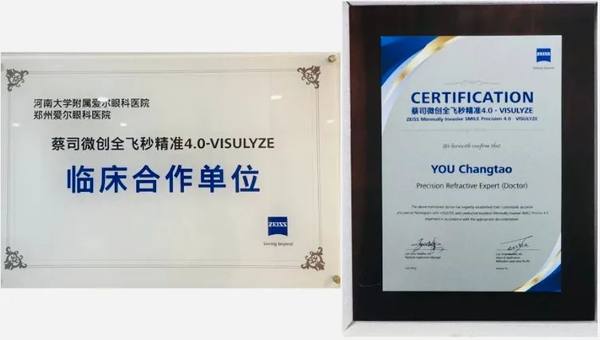 河南大学附属爱尔眼科医院
郑州爱尔眼科医院
蔡司微创全飞秒精准4.0-VISULYZE
临床合作单位
ZEISS
Seeing beyond
ZEISS
Seeing beyond
CERTIFICATION
蔡司微创全飞秒精准4.0 - VISULYZE
ZEISS Minimally Invasive SMILE Precision 4.0 - VISULYZE
We herewith confirm that
YOU Changtao
Precision Refractive Expert (Doctor)